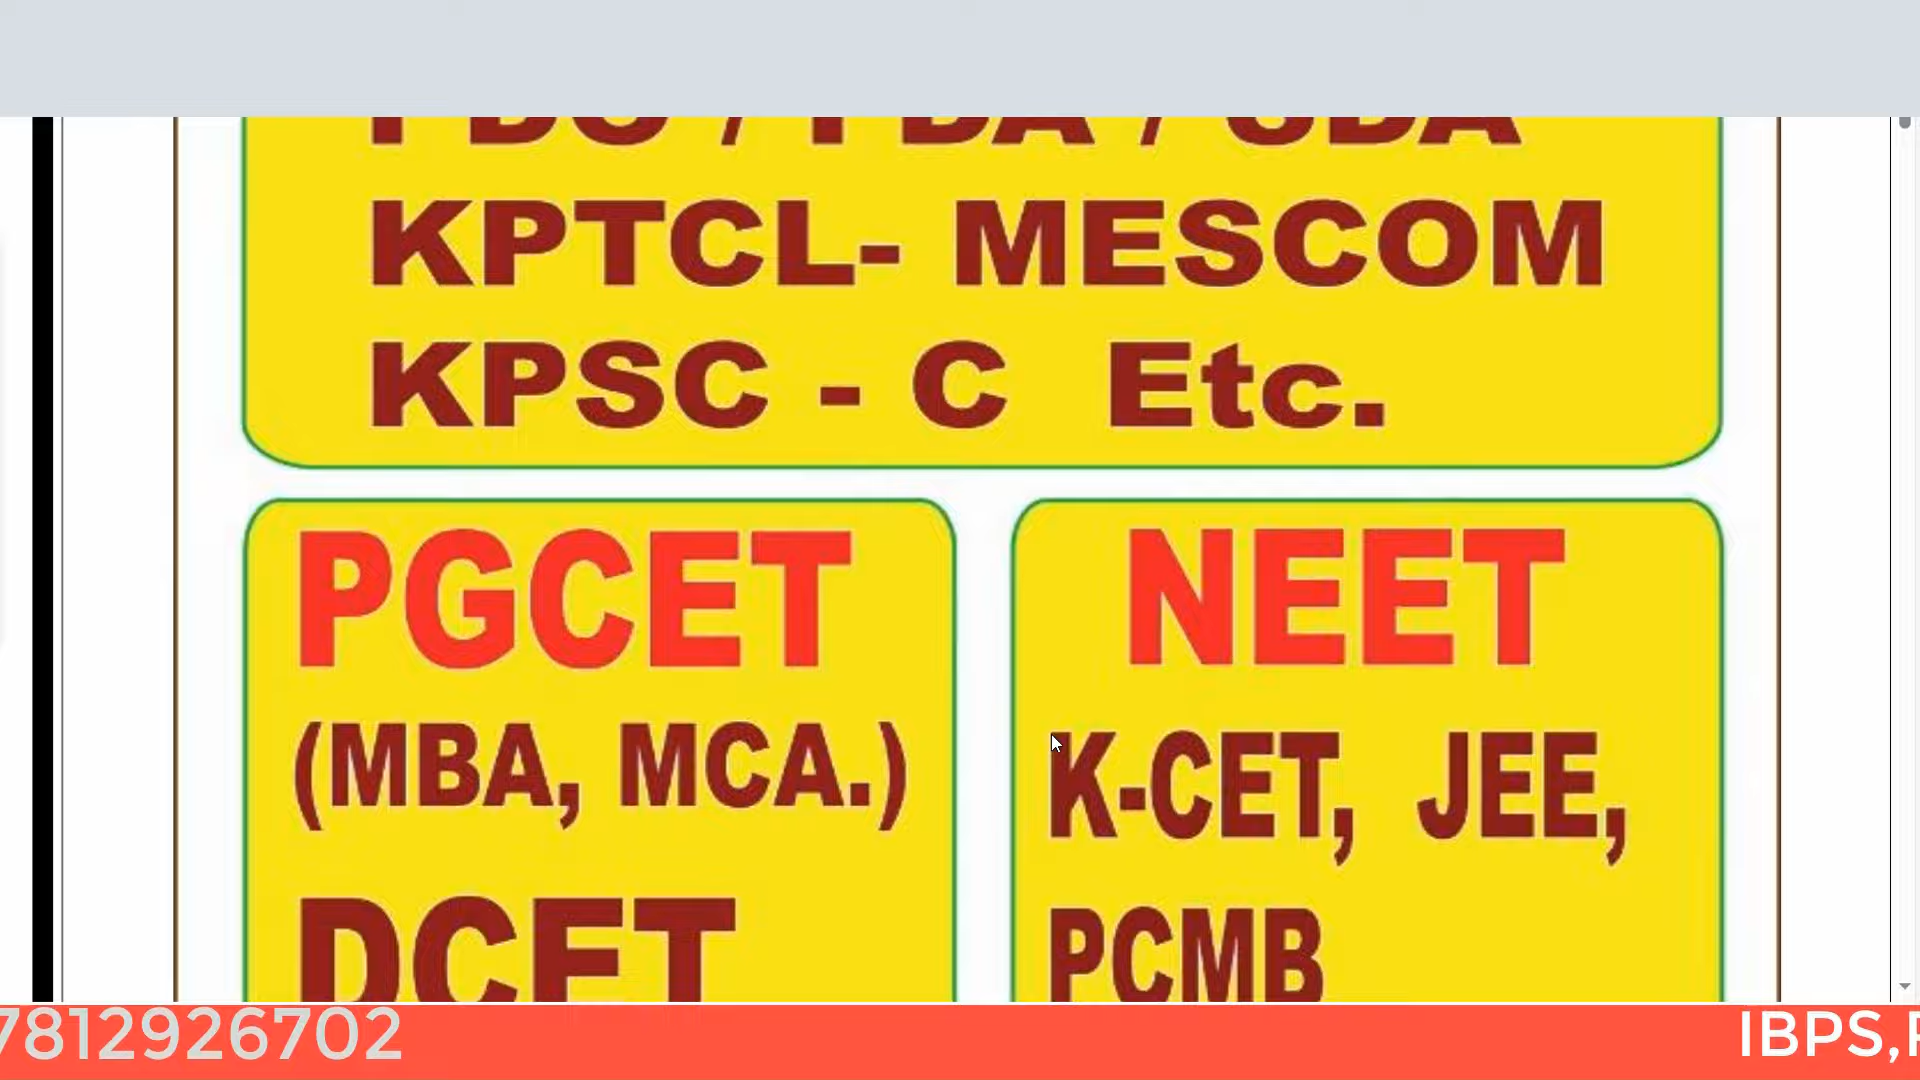 KPTCL- MESCOM
KPSC - C Etc.
PGCET
(MBA, MCA.)
DCET
NEET
K-CET, JEE,
PCMB
7812926702
IBPS,